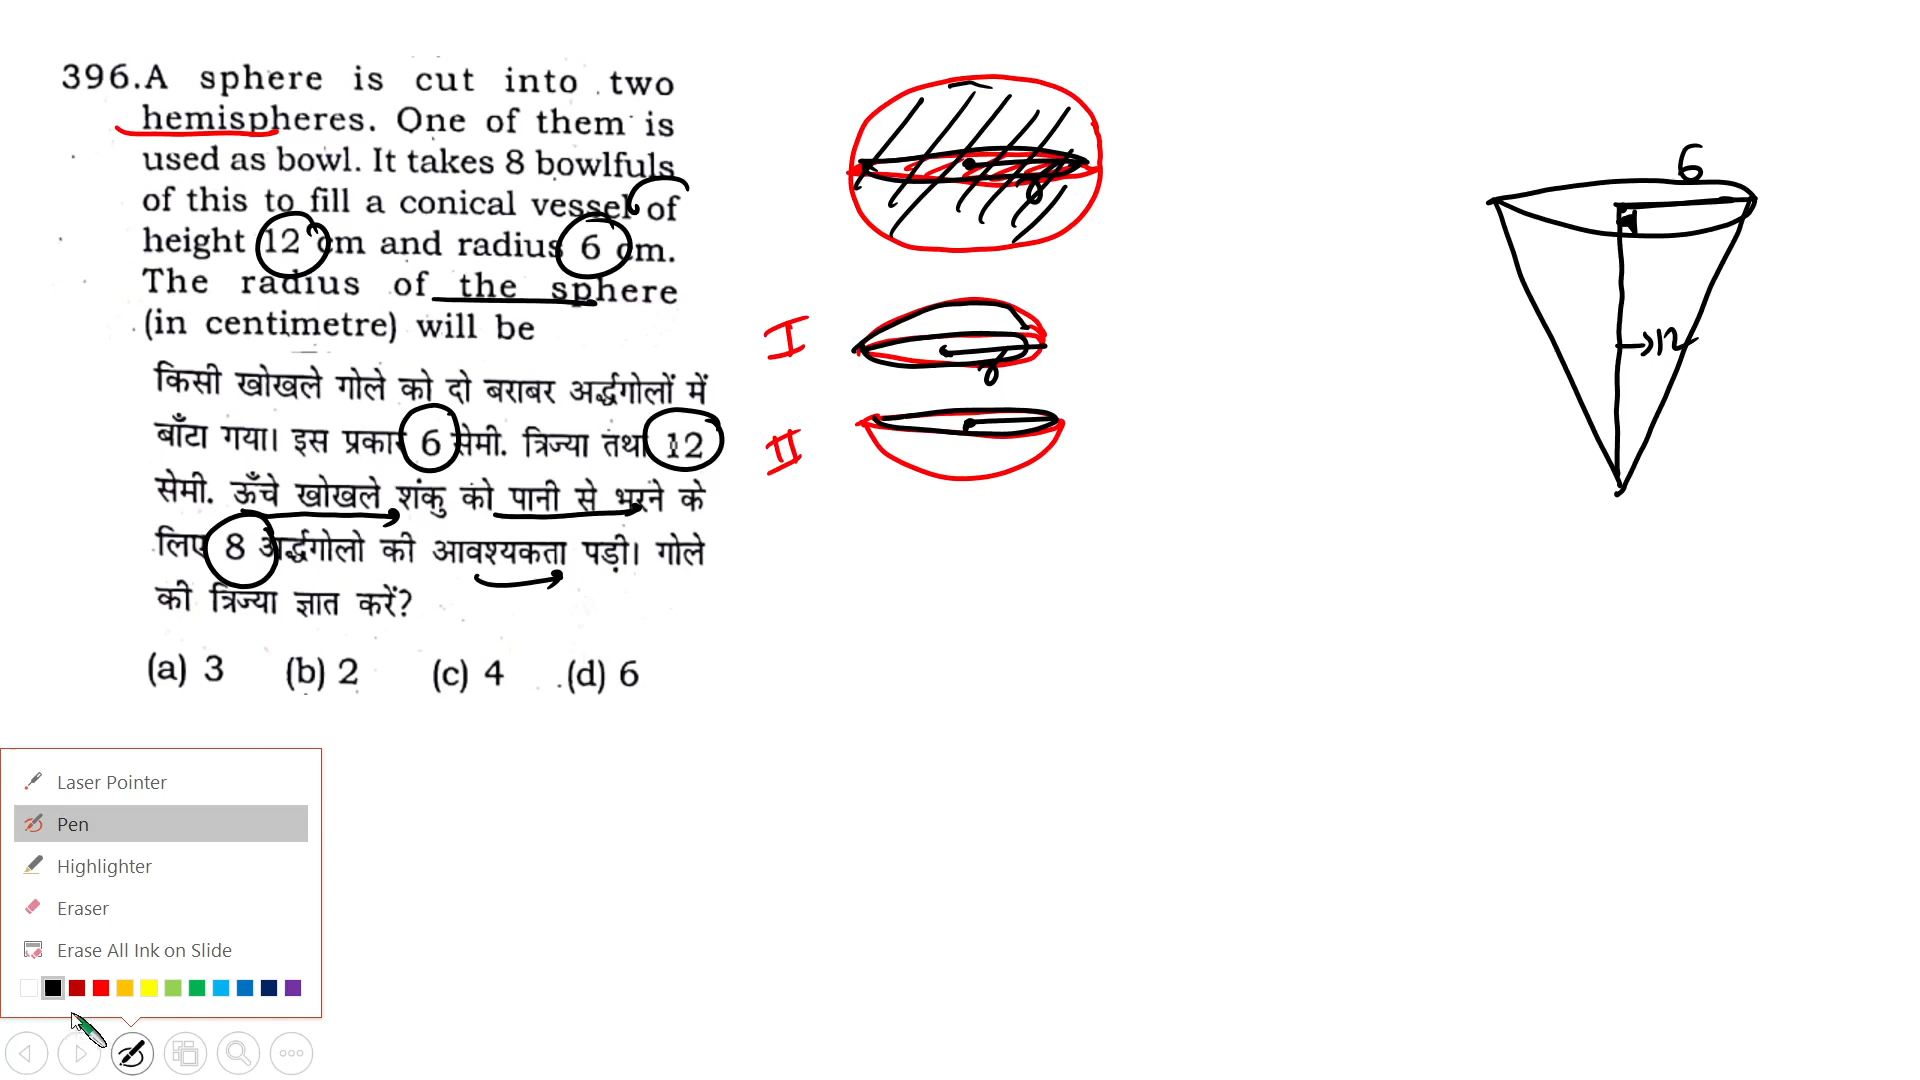 396. A sphere is cut into two
hemispheres. One of them is
used as bowl. It takes 8 bowlfuls
of this to fill a conical vessel of
height 12 cm and radius 6 cm.
The radius of the sphere
(in centimetre) will be
किसी खोखले गोले को दो बराबर अर्द्धगोलों में
बाँटा गया। इस प्रकार 6 सेमी. त्रिज्या तथा 12
सेमी. ऊँचे खोखले शंकु को पानी से भरने के
लिए 8 अर्द्धगोलो की आवश्यकता पड़ी। गोले
की त्रिज्या ज्ञात करें?
(a) 3 (b) 2 (c) 4 (d) 6
I
II
6
12
Laser Pointer
Pen
Highlighter
Eraser
Erase All Ink on Slide